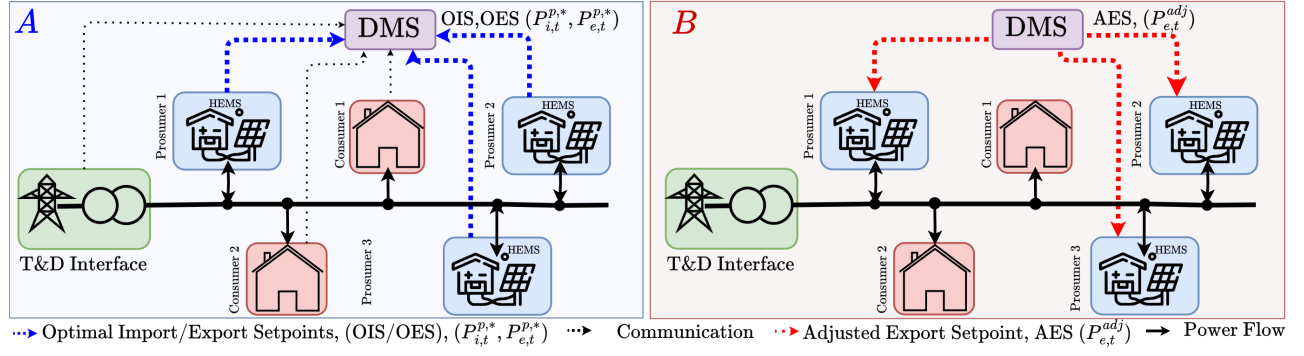 A
DMS
OIS,OES (P_{i,t}^{p,*}, P_{e,t}^{p,*})
HEMS
Prosumer 1
Consumer 1
HEMS
Prosumer 2
T&D Interface
Consumer 2
Prosumer 3
HEMS
B
DMS
AES, (P_{e,t}^{adj})
HEMS
Prosumer 1
Consumer 1
HEMS
Prosumer 2
T&D Interface
Consumer 2
Prosumer 3
HEMS
Optimal Import/Export Setpoints, (OIS/OES), (P_{i,t}^{p,*}, P_{e,t}^{p,*})
Communication
Adjusted Export Setpoint, AES (P_{e,t}^{adj})
Power Flow